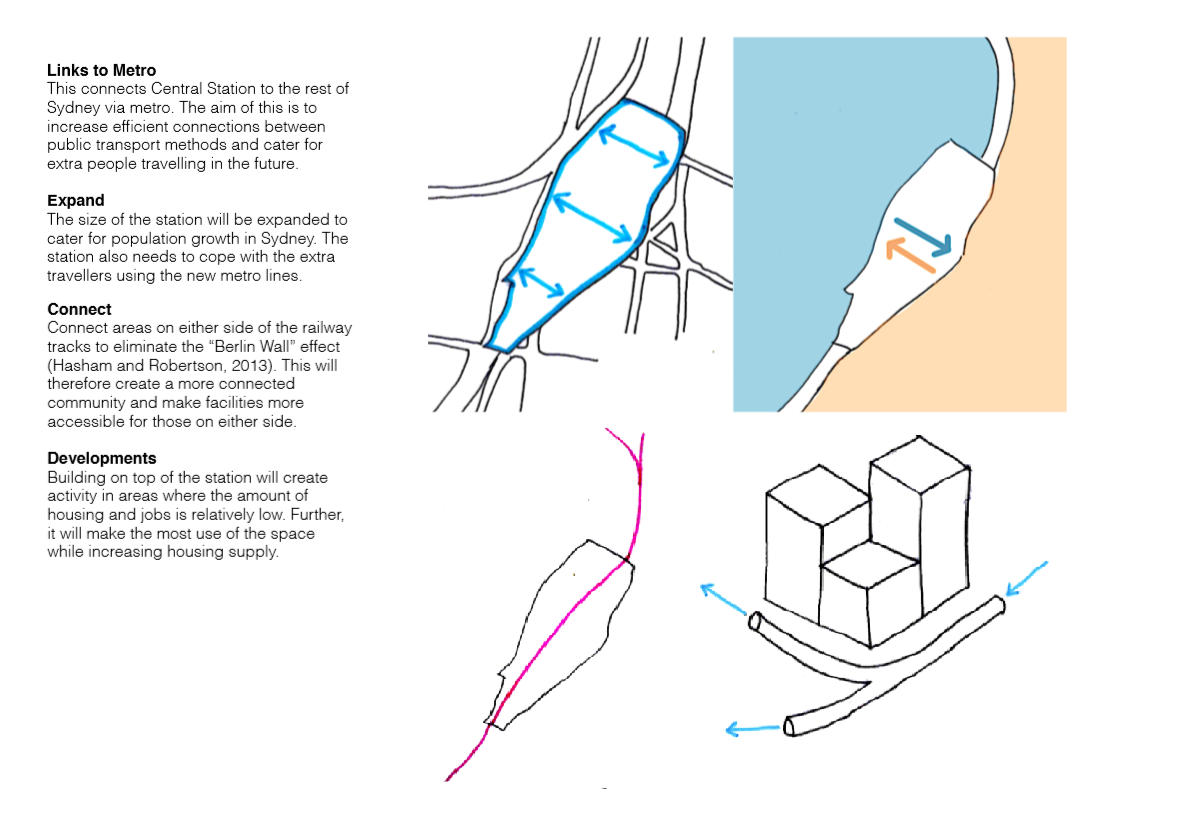 Links to Metro
This connects Central Station to the rest of
Sydney via metro. The aim of this is to
increase efficient connections between
public transport methods and cater for
extra people travelling in the future.
Expand
The size of the station will be expanded to
cater for population growth in Sydney. The
station also needs to cope with the extra
travellers using the new metro lines.
Connect
Connect areas on either side of the railway
tracks to eliminate the “Berlin Wall” effect
(Hasham and Robertson, 2013). This will
therefore create a more connected
community and make facilities more
accessible for those on either side.
Developments
Building on top of the station will create
activity in areas where the amount of
housing and jobs is relatively low. Further,
it will make the most use of the space
while increasing housing supply.